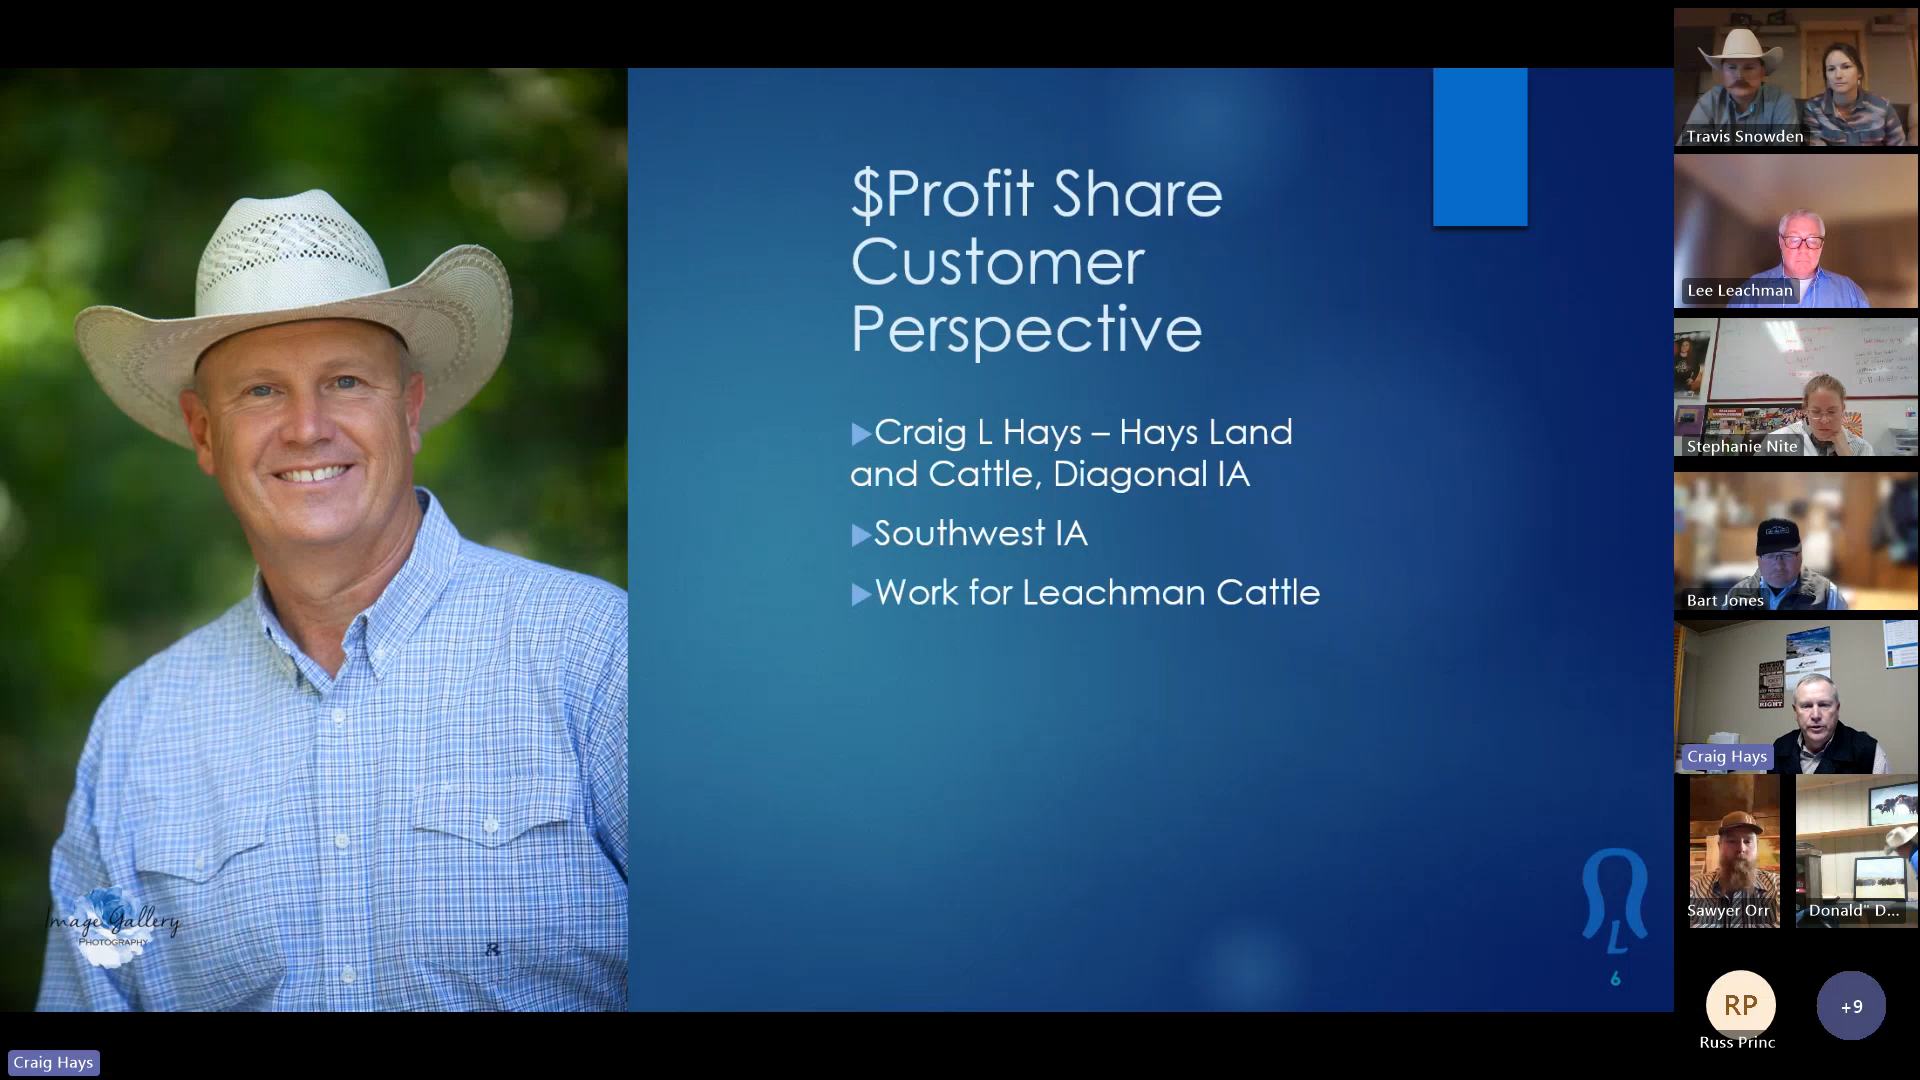 $Profit Share
Customer
Perspective
▶Craig L Hays – Hays Land
and Cattle, Diagonal IA
▶Southwest IA
▶Work for Leachman Cattle
L
6
Image Gallery
PHOTOGRAPHY
Craig Hays
Travis Snowden
Lee Leachman
Stephanie Nite
Bart Jones
RIGHT
Craig Hays
Sawyer Orr
Donald" D...
RP
Russ Princ
+9